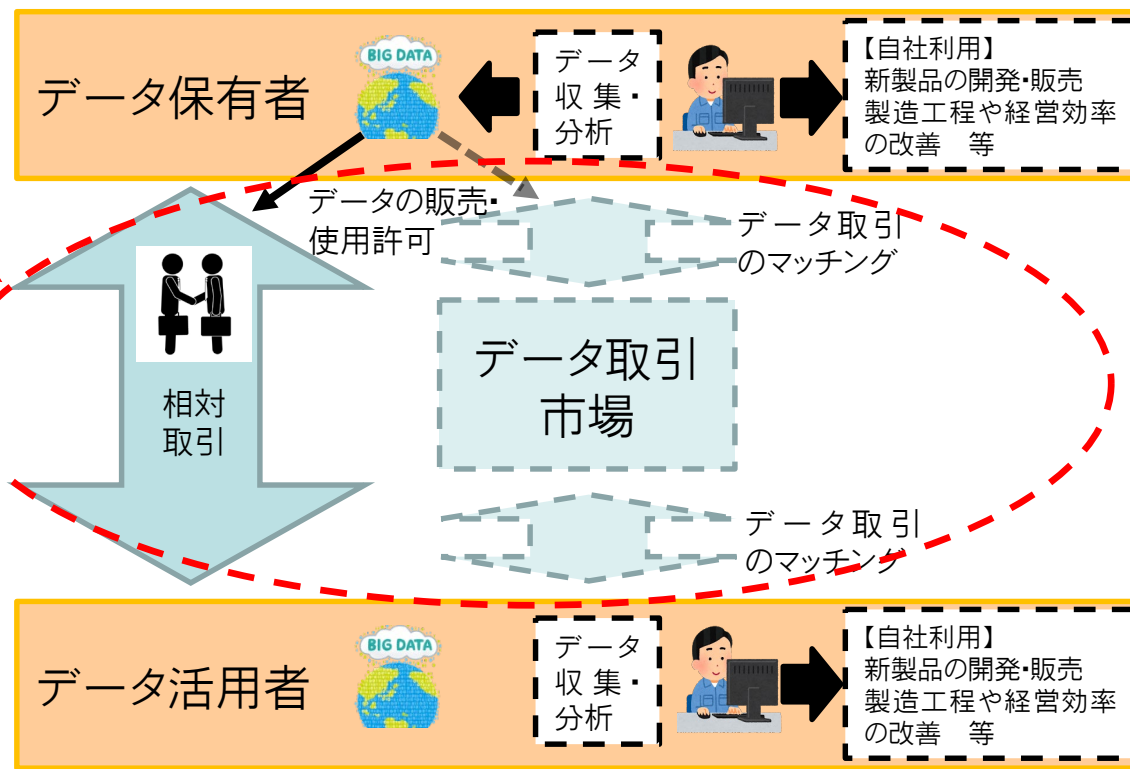 データ保有者
BIG DATA
データ
収集・
分析
【自社利用】
新製品の開発・販売
製造工程や経営効率
の改善　等
データの販売・
使用許可
データ取引
のマッチング
相対
取引
データ取引
市場
データ取引
のマッチング
データ活用者
BIG DATA
データ
収集・
分析
【自社利用】
新製品の開発・販売
製造工程や経営効率
の改善　等